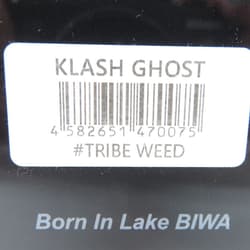 KLASH GHOST
4 582651 470075
#TRIBE WEED
Born In Lake BIWA